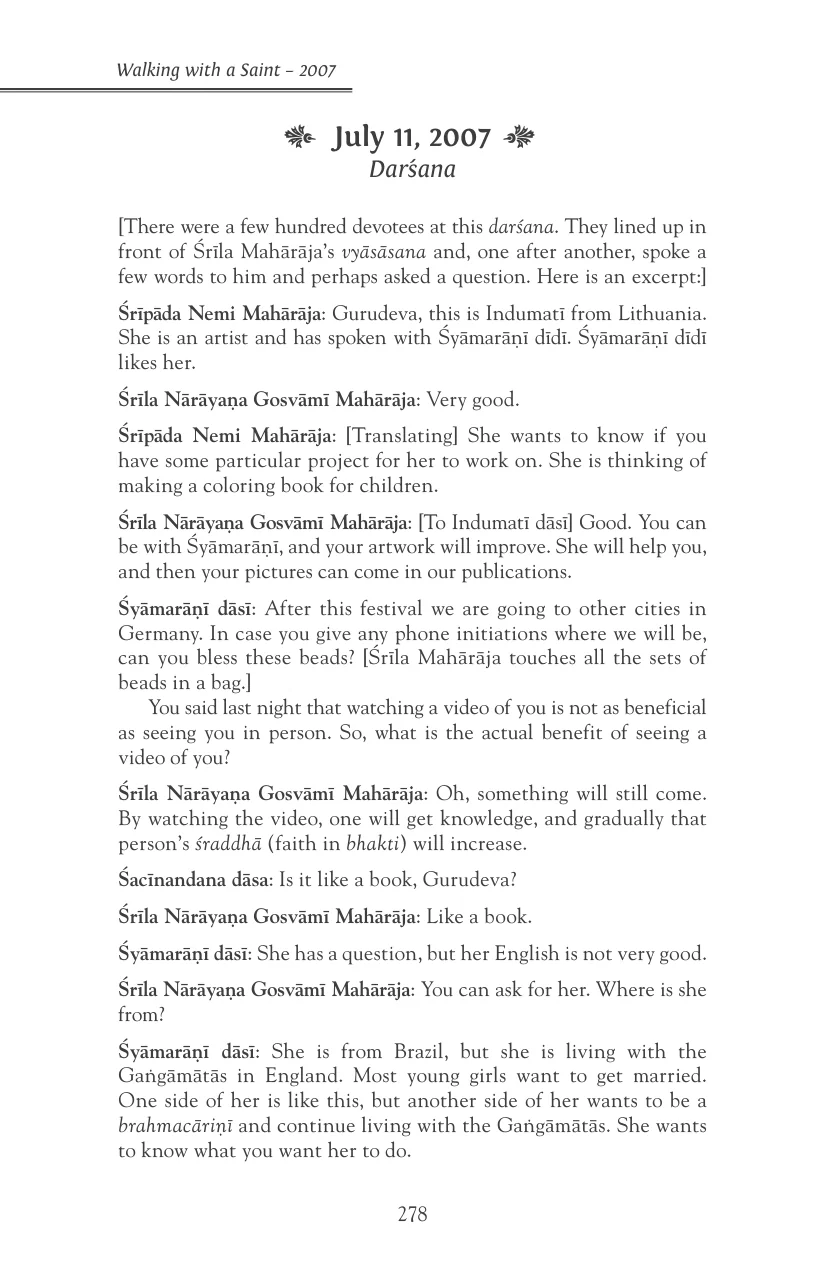 Walking with a Saint – 2007
July 11, 2007
Darśana
[There were a few hundred devotees at this darśana. They lined up in
front of Śrīla Mahārāja’s vyāsāsana and, one after another, spoke a
few words to him and perhaps asked a question. Here is an excerpt:]
Śrīpāda Nemi Mahārāja: Gurudeva, this is Indumatī from Lithuania.
She is an artist and has spoken with Śyāmarāṇī dīdī. Śyāmarāṇī dīdī
likes her.
Śrīla Nārāyaṇa Gosvāmī Mahārāja: Very good.
Śrīpāda Nemi Mahārāja: [Translating] She wants to know if you
have some particular project for her to work on. She is thinking of
making a coloring book for children.
Śrīla Nārāyaṇa Gosvāmī Mahārāja: [To Indumatī dāsī] Good. You can
be with Śyāmarāṇī, and your artwork will improve. She will help you,
and then your pictures can come in our publications.
Śyāmarāṇī dāsī: After this festival we are going to other cities in
Germany. In case you give any phone initiations where we will be,
can you bless these beads? [Śrīla Mahārāja touches all the sets of
beads in a bag.]
You said last night that watching a video of you is not as beneficial
as seeing you in person. So, what is the actual benefit of seeing a
video of you?
Śrīla Nārāyaṇa Gosvāmī Mahārāja: Oh, something will still come.
By watching the video, one will get knowledge, and gradually that
person’s śraddhā (faith in bhakti) will increase.
Śacīnandana dāsa: Is it like a book, Gurudeva?
Śrīla Nārāyaṇa Gosvāmī Mahārāja: Like a book.
Śyāmarāṇī dāsī: She has a question, but her English is not very good.
Śrīla Nārāyaṇa Gosvāmī Mahārāja: You can ask for her. Where is she
from?
Śyāmarāṇī dāsī: She is from Brazil, but she is living with the
Gaṅgāmātās in England. Most young girls want to get married.
One side of her is like this, but another side of her wants to be a
brahmacāriṇī and continue living with the Gaṅgāmātās. She wants
to know what you want her to do.
278